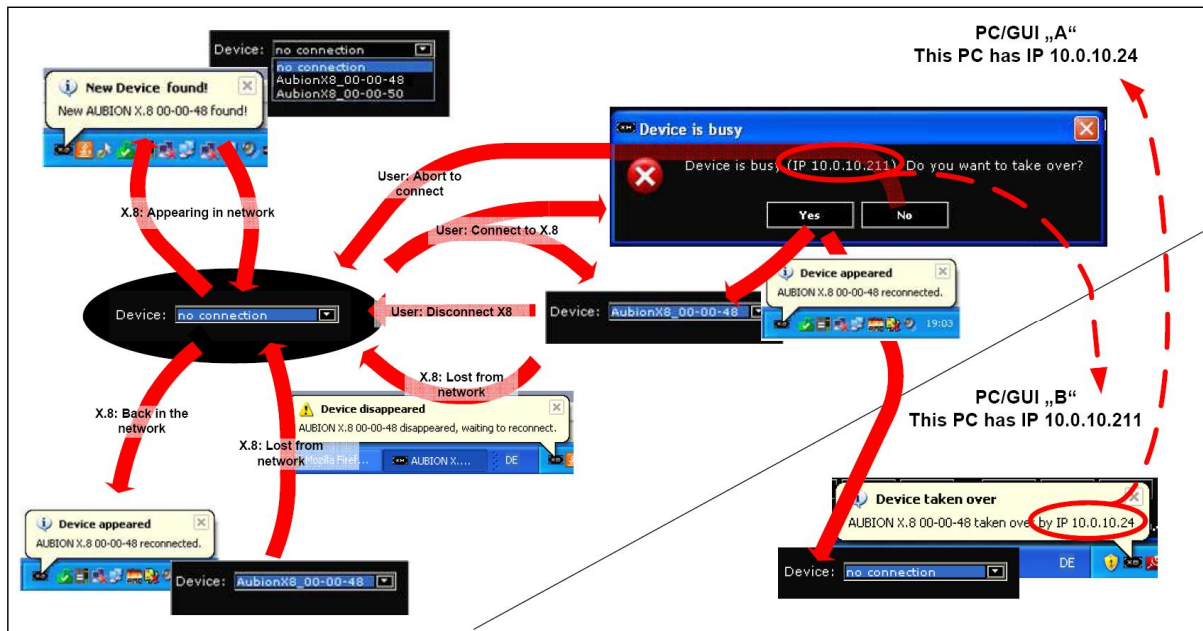 Device: no connection
no connection
AubionX8_00-00-48
AubionX8_00-00-50
New Device found!
New AUBION X.8 00-00-48 found!
PC/GUI „A“
This PC has IP 10.0.10.24
Device is busy
Device is busy (IP 10.0.10.211) Do you want to take over?
Yes No
User: Abort to
connect
X.8: Appearing in network
User: Connect to X.8
Device appeared
AUBION X.8 00-00-48 reconnected.
19:03
Device: no connection
User: Disconnect X8
Device: AubionX8_00-00-48
X.8: Lost from
network
X.8: Back in the
network
Device disappeared
AUBION X.8 00-00-48 disappeared, waiting to reconnect.
X.8: Lost from
network
Mozilla Firef... AUBION X.... DE
PC/GUI „B“
This PC has IP 10.0.10.211
Device taken over
AUBION X.8 00-00-48 taken over by IP 10.0.10.24
DE
Device: no connection
Device appeared
AUBION X.8 00-00-48 reconnected.
Device: AubionX8_00-00-48